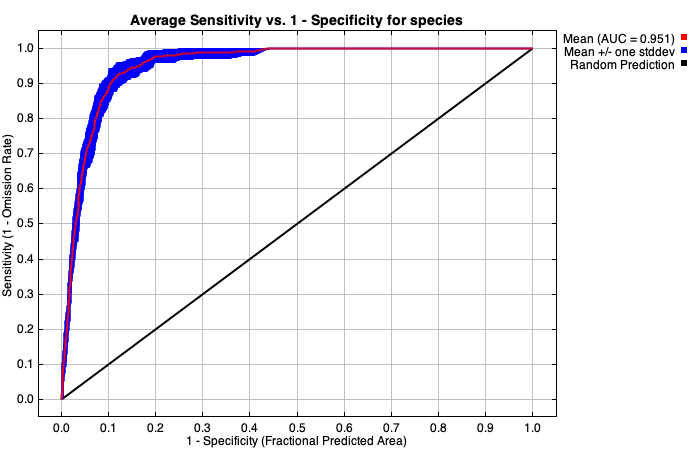 Average Sensitivity vs. 1 - Specificity for species
Mean (AUC = 0.951)
Mean +/- one stddev
Random Prediction
Sensitivity (1 - Omission Rate)
1.0
0.9
0.8
0.7
0.6
0.5
0.4
0.3
0.2
0.1
0.0
0.0 0.1 0.2 0.3 0.4 0.5 0.6 0.7 0.8 0.9 1.0
1 - Specificity (Fractional Predicted Area)